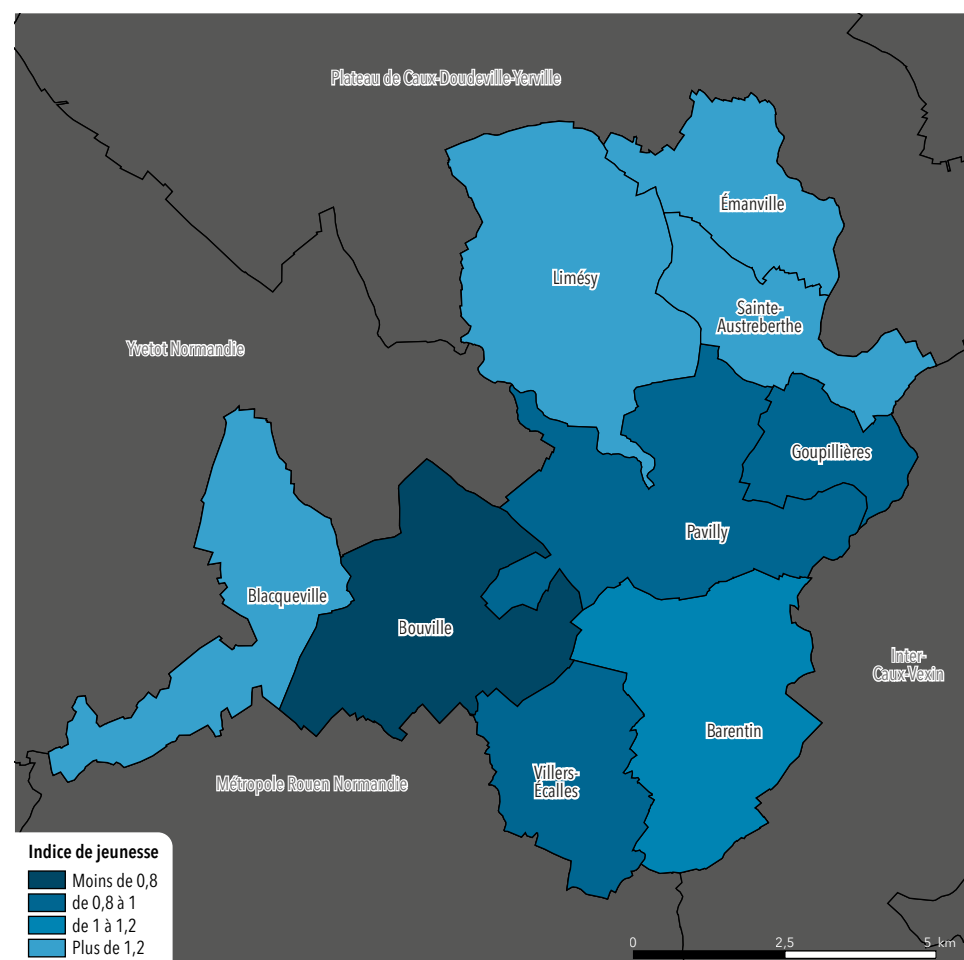 Plateau de Caux-Doudeville-Yerville
Émanville
Limésy
Sainte-
Austreberthe
Yvetot Normandie
Goupillières
Pavilly
Blacqueville
Bouville
Inter-
Caux-Vexin
Barentin
Villers-
Écalles
Métropole Rouen Normandie
Indice de jeunesse
Moins de 0,8
de 0,8 à 1
de 1 à 1,2
Plus de 1,2
0 2,5 5 km